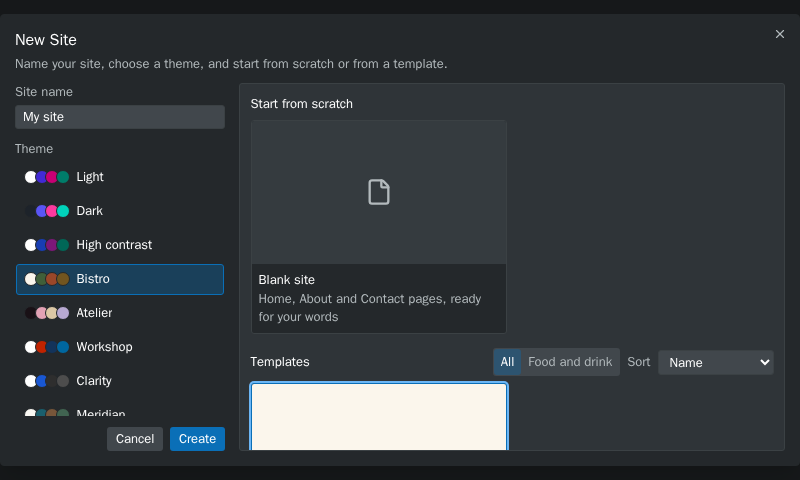 New Site
Name your site, choose a theme, and start from scratch or from a template.
Site name
My site
Theme
Light
Dark
High contrast
Bistro
Atelier
Workshop
Clarity
Meridian
Cancel
Create
Start from scratch
Blank site
Home, About and Contact pages, ready
for your words
Templates
All
Food and drink
Sort
Name